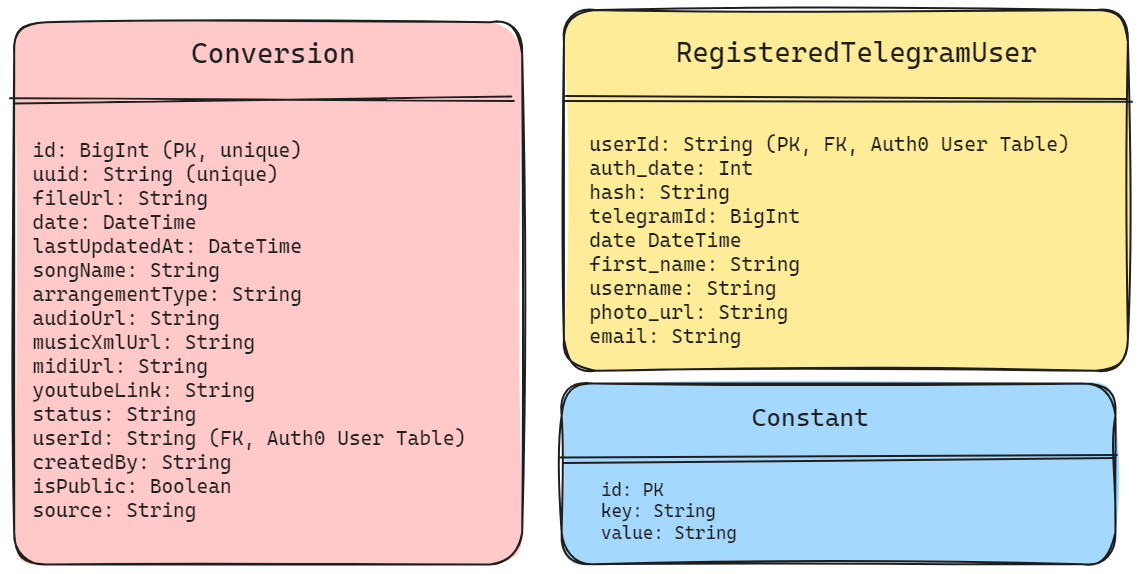 Conversion
id: BigInt (PK, unique)
uuid: String (unique)
fileUrl: String
date: DateTime
lastUpdatedAt: DateTime
songName: String
arrangementType: String
audioUrl: String
musicXmlUrl: String
midiUrl: String
youtubeLink: String
status: String
userId: String (FK, Auth0 User Table)
createdBy: String
isPublic: Boolean
source: String
RegisteredTelegramUser
userId: String (PK, FK, Auth0 User Table)
auth_date: Int
hash: String
telegramId: BigInt
date DateTime
first_name: String
username: String
photo_url: String
email: String
Constant
id: PK
key: String
value: String